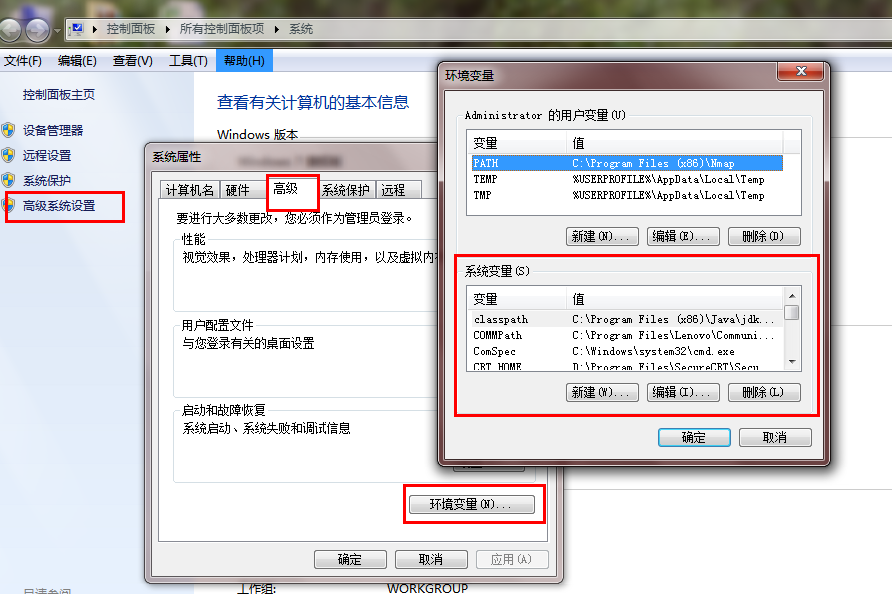 控制面板 所有控制面板项 系统
文件(F) 编辑(E) 查看(V) 工具(T) 帮助(H)
控制面板主页
设备管理器
远程设置
系统保护
高级系统设置
查看有关计算机的基本信息
Windows 版本
系统属性
计算机名 硬件 高级 系统保护 远程
要进行大多数更改，您必须作为管理员登录。
性能
视觉效果，处理器计划，内存使用，以及虚拟内存
用户配置文件
与您登录有关的桌面设置
启动和故障恢复
系统启动、系统失败和调试信息
环境变量(N)...
确定 取消 应用(A)
工作组: WORKGROUP
环境变量
Administrator 的用户变量(U)
变量 值
PATH C:\Program Files (x86)\Nmap
TEMP %USERPROFILE%\AppData\Local\Temp
TMP %USERPROFILE%\AppData\Local\Temp
新建(N)... 编辑(E)... 删除(D)
系统变量(S)
变量 值
classpath C:\Program Files (x86)\Java\jdk...
COMMPath C:\Program Files\Lenovo\Communi...
ComSpec C:\Windows\system32\cmd.exe
CRT_HOME D:\Program Files\SecureCRT\Secu
新建(W)... 编辑(I)... 删除(L)
确定 取消